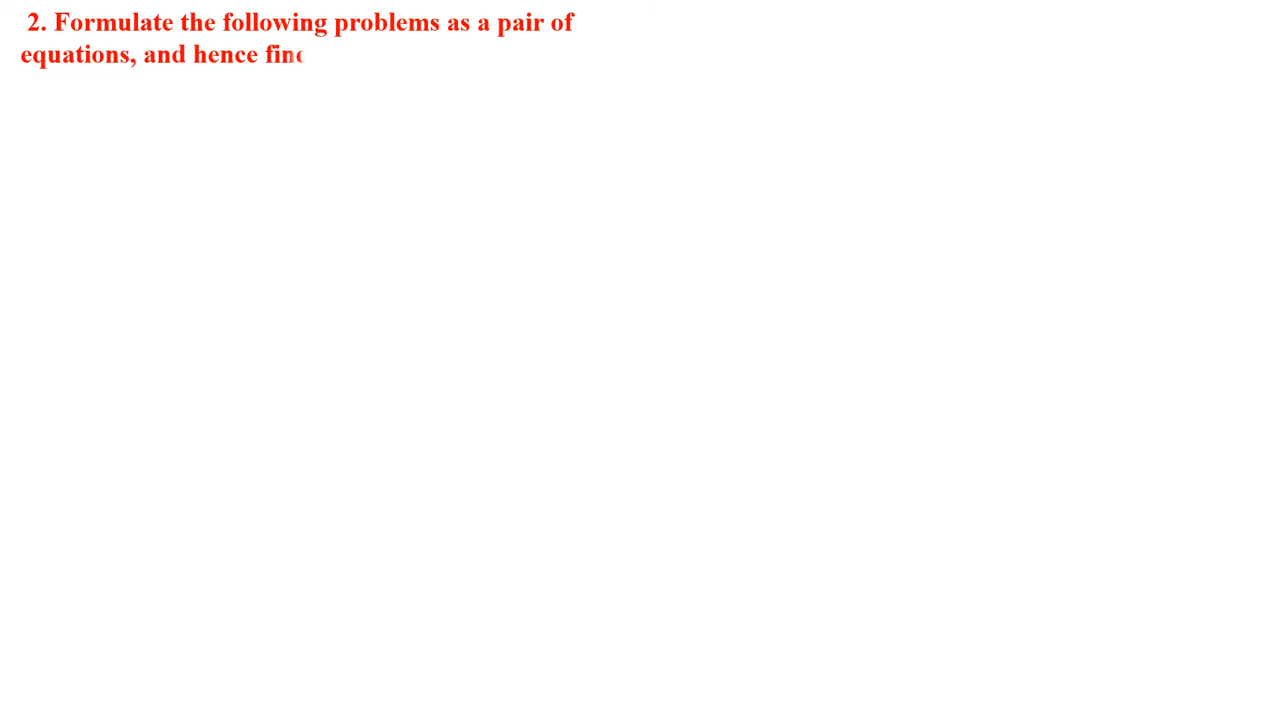 2. Formulate the following problems as a pair of
equations, and hence